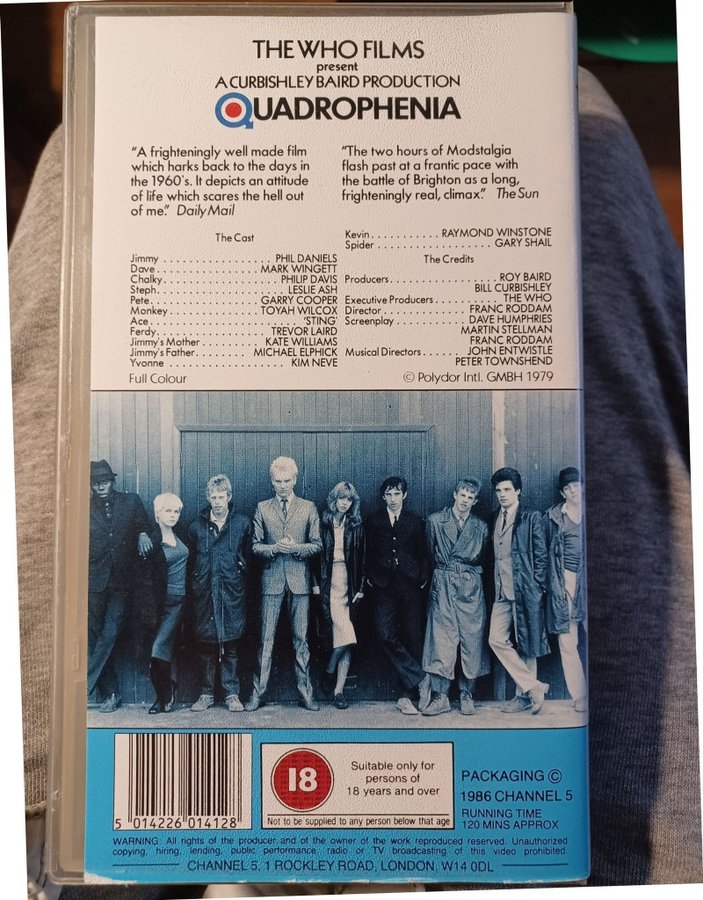 THE WHO FILMS
present
A CURBISHLEY BAIRD PRODUCTION
QUADROPHENIA
"A frighteningly well made film
which harks back to the days in
the 1960's. It depicts an attitude
of life which scares the hell out
of me." Daily Mail
"The two hours of Modstalgia
flash past at a frantic pace with
the battle of Brighton as a long,
frighteningly real, climax." The Sun
The Cast
Jimmy . . . . . . . . . . . . . . . . PHIL DANIELS
Dave . . . . . . . . . . . . . . . MARK WINGETT
Chalky . . . . . . . . . . . . . . . . PHILIP DAVIS
Steph . . . . . . . . . . . . . . . . . LESLIE ASH
Pete . . . . . . . . . . . . . . . GARRY COOPER
Monkey . . . . . . . . . . . . TOYAH WILCOX
Ace . . . . . . . . . . . . . . . . . . . . . 'STING'
Ferdy . . . . . . . . . . . . . . . TREVOR LAIRD
Jimmy's Mother . . . . . . . KATE WILLIAMS
Jimmy's Father . . . . . . . MICHAEL ELPHICK
Yvonne . . . . . . . . . . . . . . . . KIM NEVE
Full Colour
Kevin . . . . . . . . . . RAYMOND WINSTONE
Spider . . . . . . . . . . . . . . . . . GARY SHAIL
The Credits
Producers . . . . . . . . . . . . . . . ROY BAIRD
BILL CURBISHLEY
Executive Producers . . . . . . . . . THE WHO
Director . . . . . . . . . . . . . FRANC RODDAM
Screenplay . . . . . . . . . . DAVE HUMPHRIES
MARTIN STELLMAN
FRANC RODDAM
Musical Directors . . . . . JOHN ENTWISTLE
PETER TOWNSHEND
© Polydor Intl. GMBH 1979
5 014226 014128
18
Suitable only for
persons of
18 years and over
Not to be supplied to any person below that age
PACKAGING ©
1986 CHANNEL 5
RUNNING TIME
120 MINS APPROX
WARNING: All rights of the producer and of the owner of the work reproduced reserved. Unauthorized
copying, hiring, lending, public performance, radio or TV broadcasting of this video prohibited.
CHANNEL 5, 1 ROCKLEY ROAD, LONDON, W14 0DL